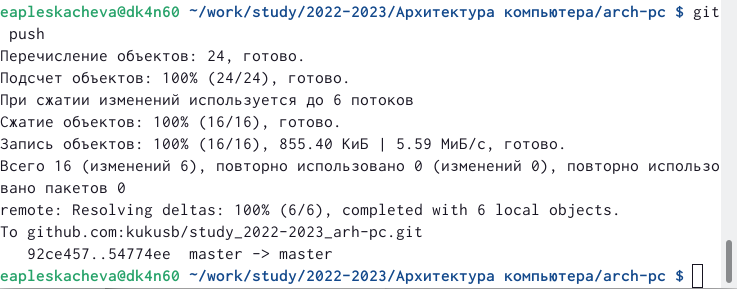 eapleskacheva@dk4n60 ~/work/study/2022-2023/Архитектура компьютера/arch-pc $ git
push
Перечисление объектов: 24, готово.
Подсчет объектов: 100% (24/24), готово.
При сжатии изменений используется до 6 потоков
Сжатие объектов: 100% (16/16), готово.
Запись объектов: 100% (16/16), 855.40 КиБ | 5.59 МиБ/с, готово.
Всего 16 (изменений 6), повторно использовано 0 (изменений 0), повторно использо
вано пакетов 0
remote: Resolving deltas: 100% (6/6), completed with 6 local objects.
To github.com:kukusb/study_2022-2023_arh-pc.git
   92ce457..54774ee  master -> master
eapleskacheva@dk4n60 ~/work/study/2022-2023/Архитектура компьютера/arch-pc $